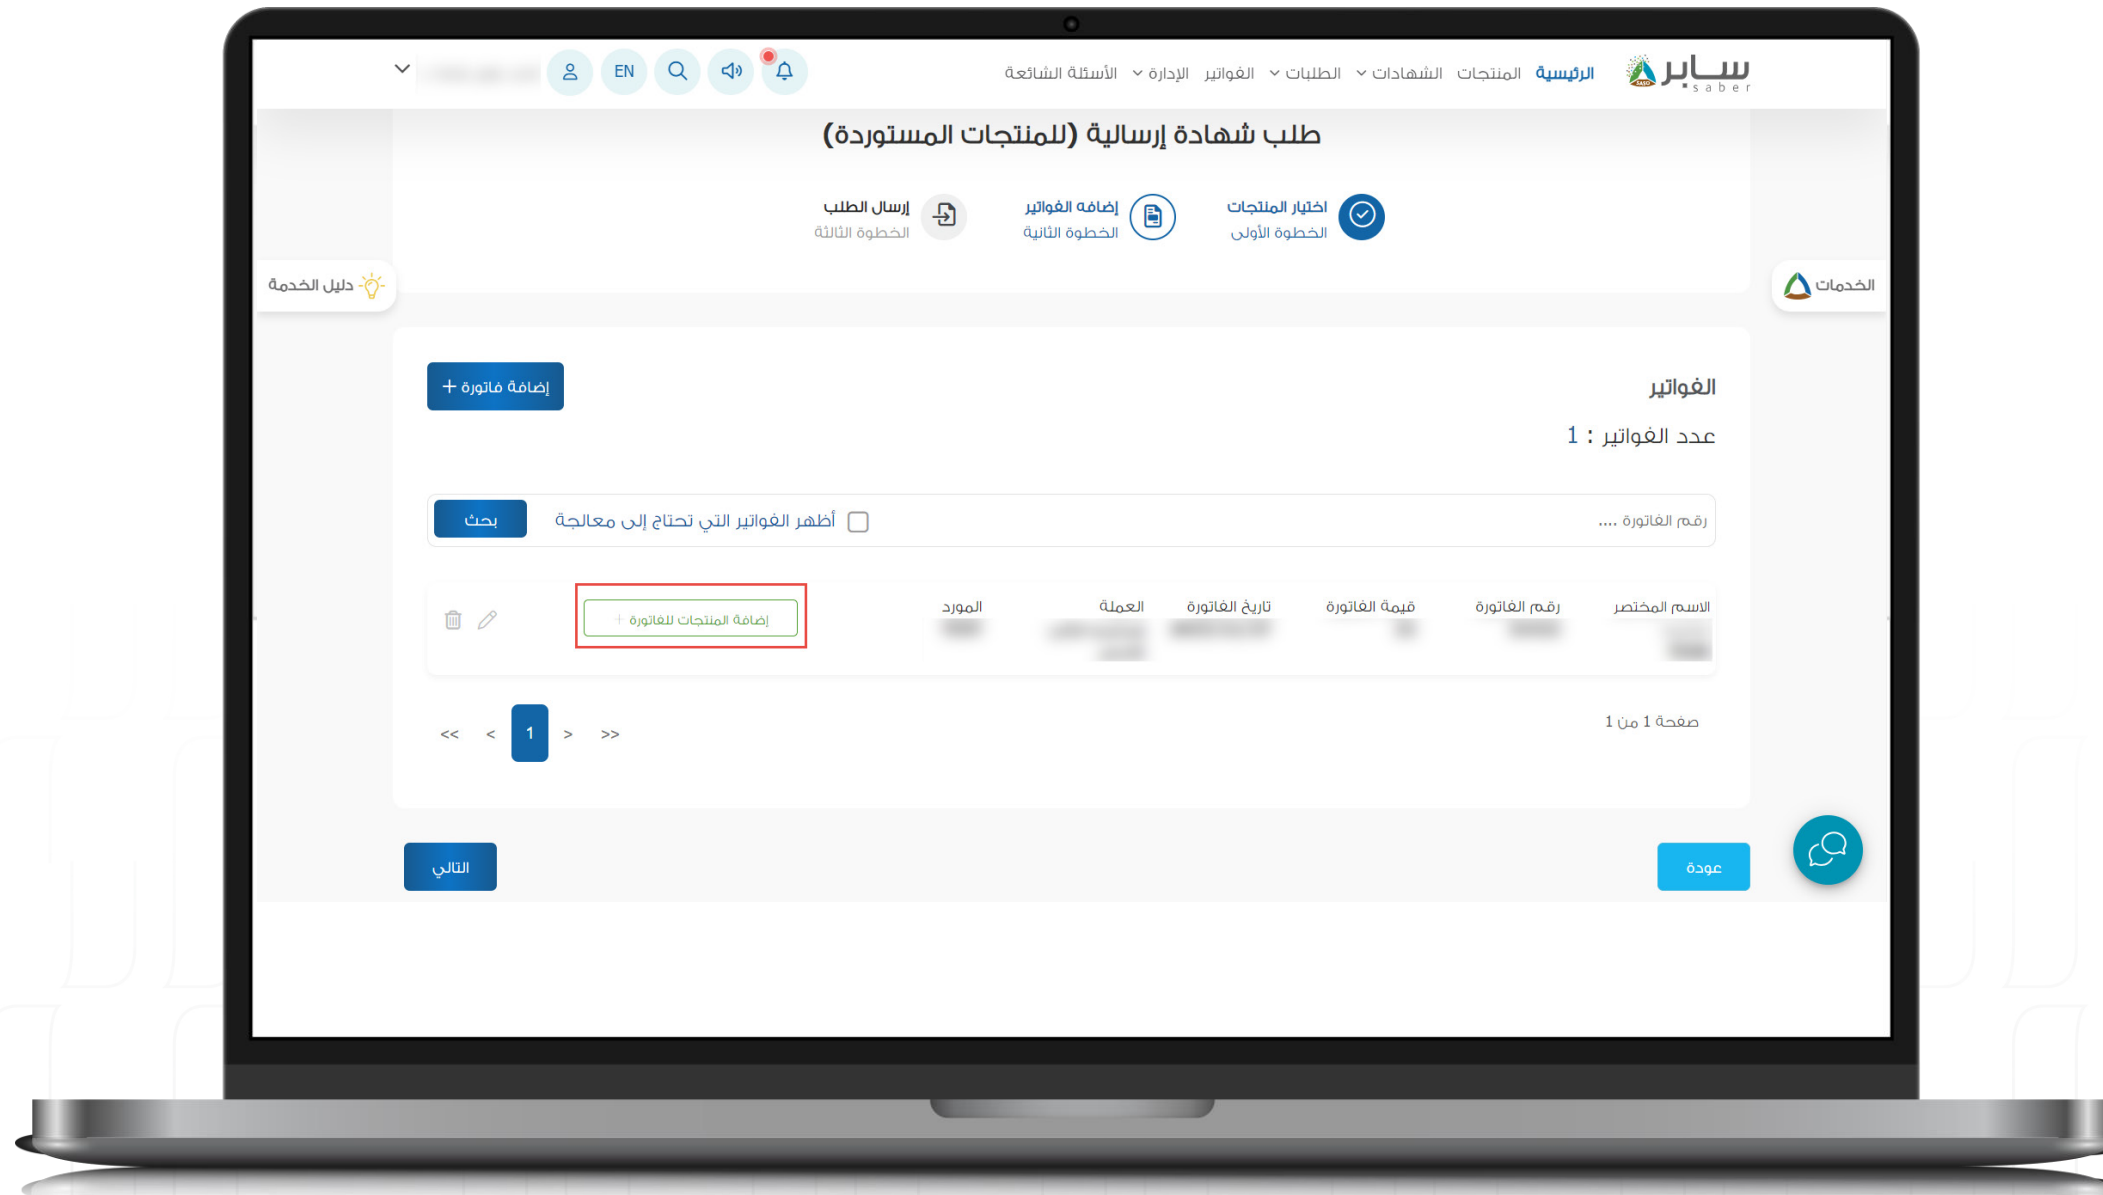 سابر
saber
SASO
الرئيسية المنتجات الشهادات الطلبات الفواتير الإدارة الأسئلة الشائعة
EN
طلب شهادة إرسالية (للمنتجات المستوردة)
اختيار المنتجات
الخطوة الأولى
إضافه الفواتير
الخطوة الثانية
إرسال الطلب
الخطوة الثالثة
الخدمات
دليل الخدمة
الفواتير
إضافة فاتورة +
عدد الفواتير : 1
رقم الفاتورة ....
أظهر الفواتير التي تحتاج إلى معالجة
بحث
الاسم المختصر رقم الفاتورة قيمة الفاتورة تاريخ الفاتورة العملة المورد
إضافة المنتجات للفاتورة +
صفحة 1 من 1
<< < 1 > >>
عودة
التالي